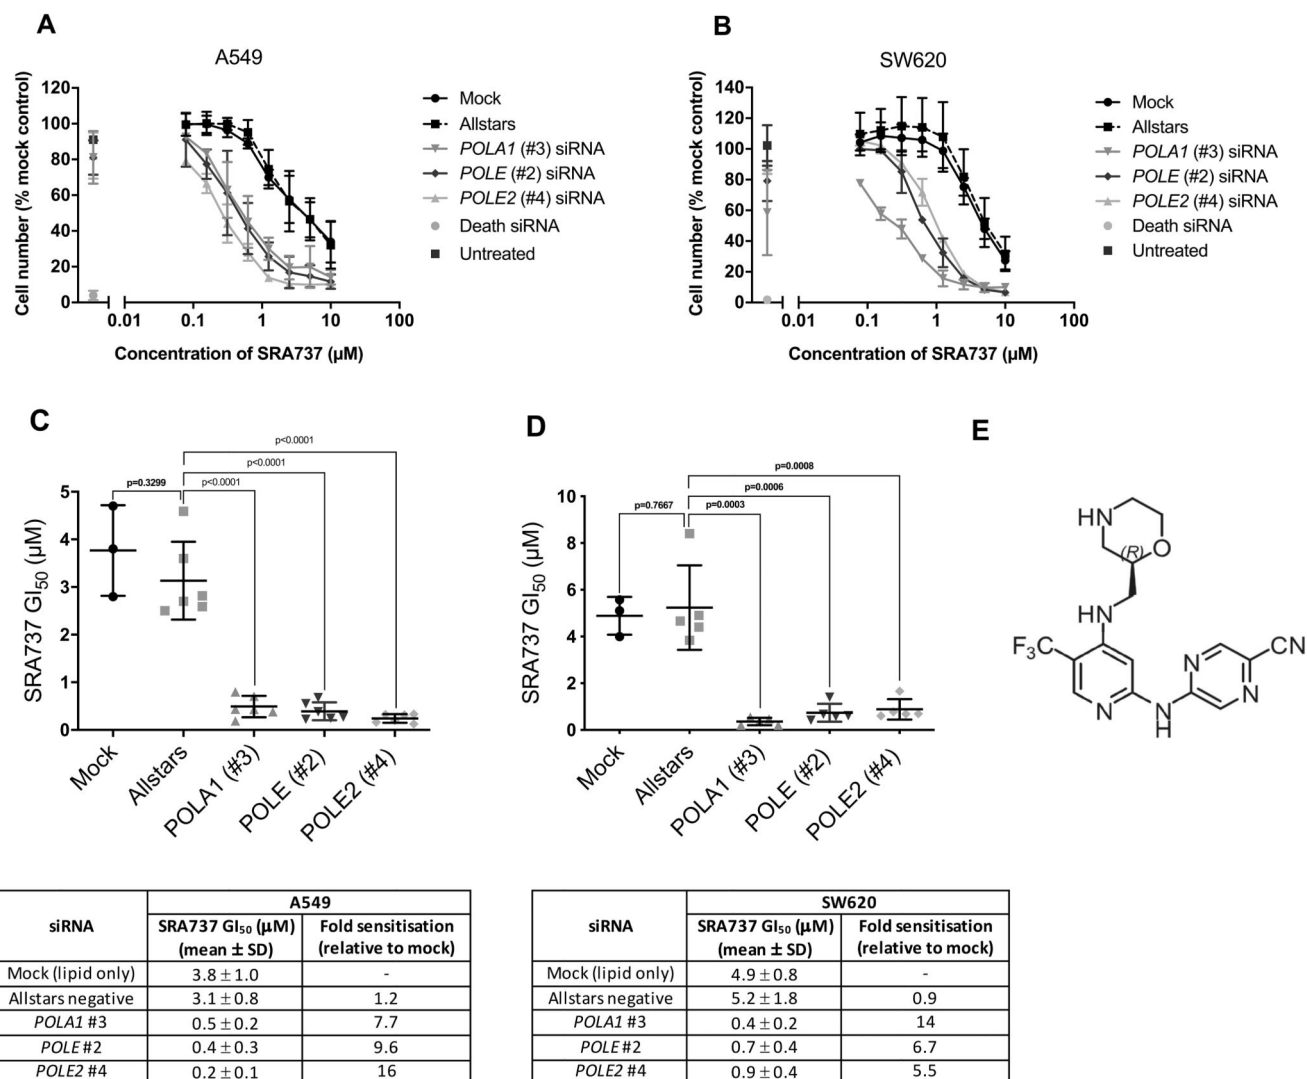 A
A549
Cell number (% mock control)
120
100
80
60
40
20
0
0.01
0.1
1
10
100
Concentration of SRA737 (µM)
Mock
Allstars
POLA1 (#3) siRNA
POLE (#2) siRNA
POLE2 (#4) siRNA
Death siRNA
Untreated
B
SW620
Cell number (% mock control)
140
120
100
80
60
40
20
0
0.01
0.1
1
10
100
Concentration of SRA737 (µM)
Mock
Allstars
POLA1 (#3) siRNA
POLE (#2) siRNA
POLE2 (#4) siRNA
Death siRNA
Untreated
C
p<0.0001
p<0.0001
p=0.3299
p<0.0001
SRA737 GI50 (µM)
5
4
3
2
1
0
Mock
Allstars
POLA1 (#3)
POLE (#2)
POLE2 (#4)
D
p=0.0008
p=0.0006
p=0.7667
p=0.0003
SRA737 GI50 (µM)
10
8
6
4
2
0
Mock
Allstars
POLA1 (#3)
POLE (#2)
POLE2 (#4)
E
HN
(R)
O
HN
F3C
N
CN
N
N
N
H
siRNA
A549
SRA737 GI50 (µM)
(mean ± SD)
Fold sensitisation
(relative to mock)
Mock (lipid only) 3.8 ± 1.0 -
Allstars negative 3.1 ± 0.8 1.2
POLA1 #3 0.5 ± 0.2 7.7
POLE #2 0.4 ± 0.3 9.6
POLE2 #4 0.2 ± 0.1 16
siRNA
SW620
SRA737 GI50 (µM)
(mean ± SD)
Fold sensitisation
(relative to mock)
Mock (lipid only) 4.9 ± 0.8 -
Allstars negative 5.2 ± 1.8 0.9
POLA1 #3 0.4 ± 0.2 14
POLE #2 0.7 ± 0.4 6.7
POLE2 #4 0.9 ± 0.4 5.5